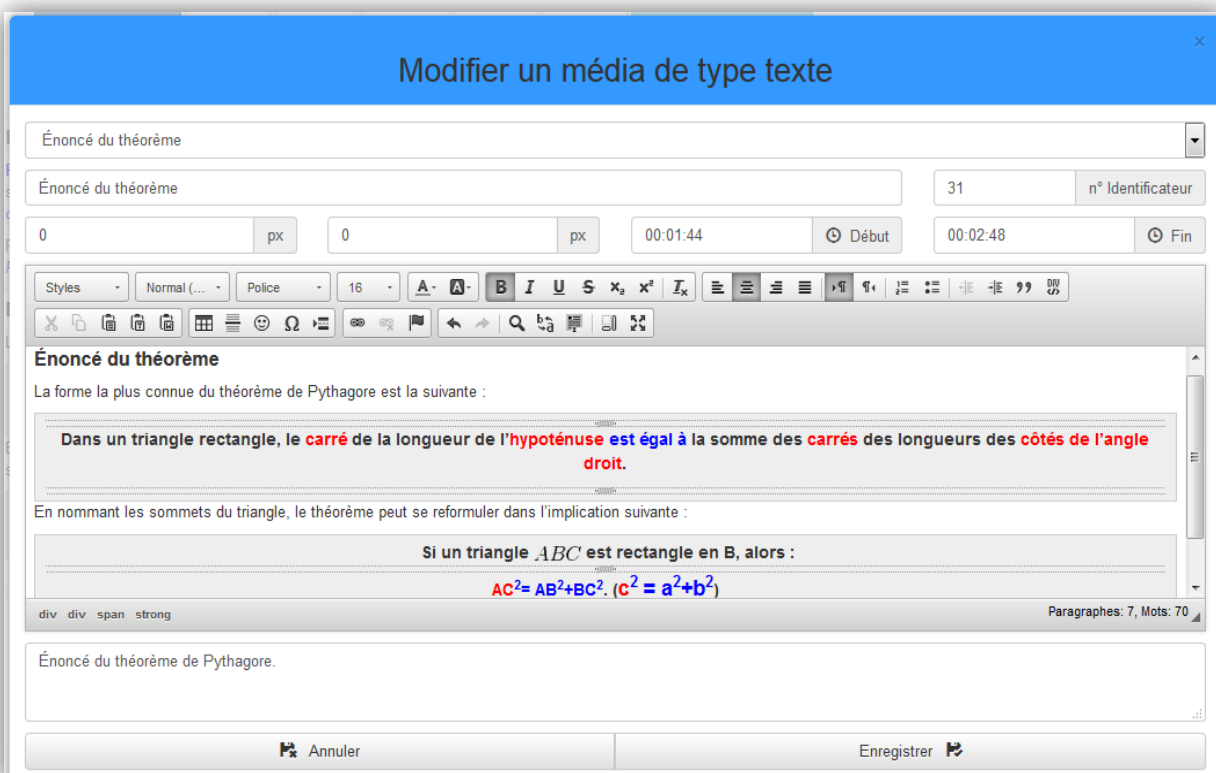 Modifier un média de type texte
×
Énoncé du théorème
Énoncé du théorème
31 n° Identificateur
0 px 0 px 00:01:44 Début 00:02:48 Fin
Styles Normal (... Police 16 A A B I U S x₂ x² Tx
Énoncé du théorème
La forme la plus connue du théorème de Pythagore est la suivante :
Dans un triangle rectangle, le carré de la longueur de l'hypoténuse est égal à la somme des carrés des longueurs des côtés de l'angle
droit.
En nommant les sommets du triangle, le théorème peut se reformuler dans l'implication suivante :
Si un triangle ABC est rectangle en B, alors :
AC²= AB²+BC². (c² = a²+b²)
div div span strong Paragraphes: 7, Mots: 70
Énoncé du théorème de Pythagore.
Annuler Enregistrer